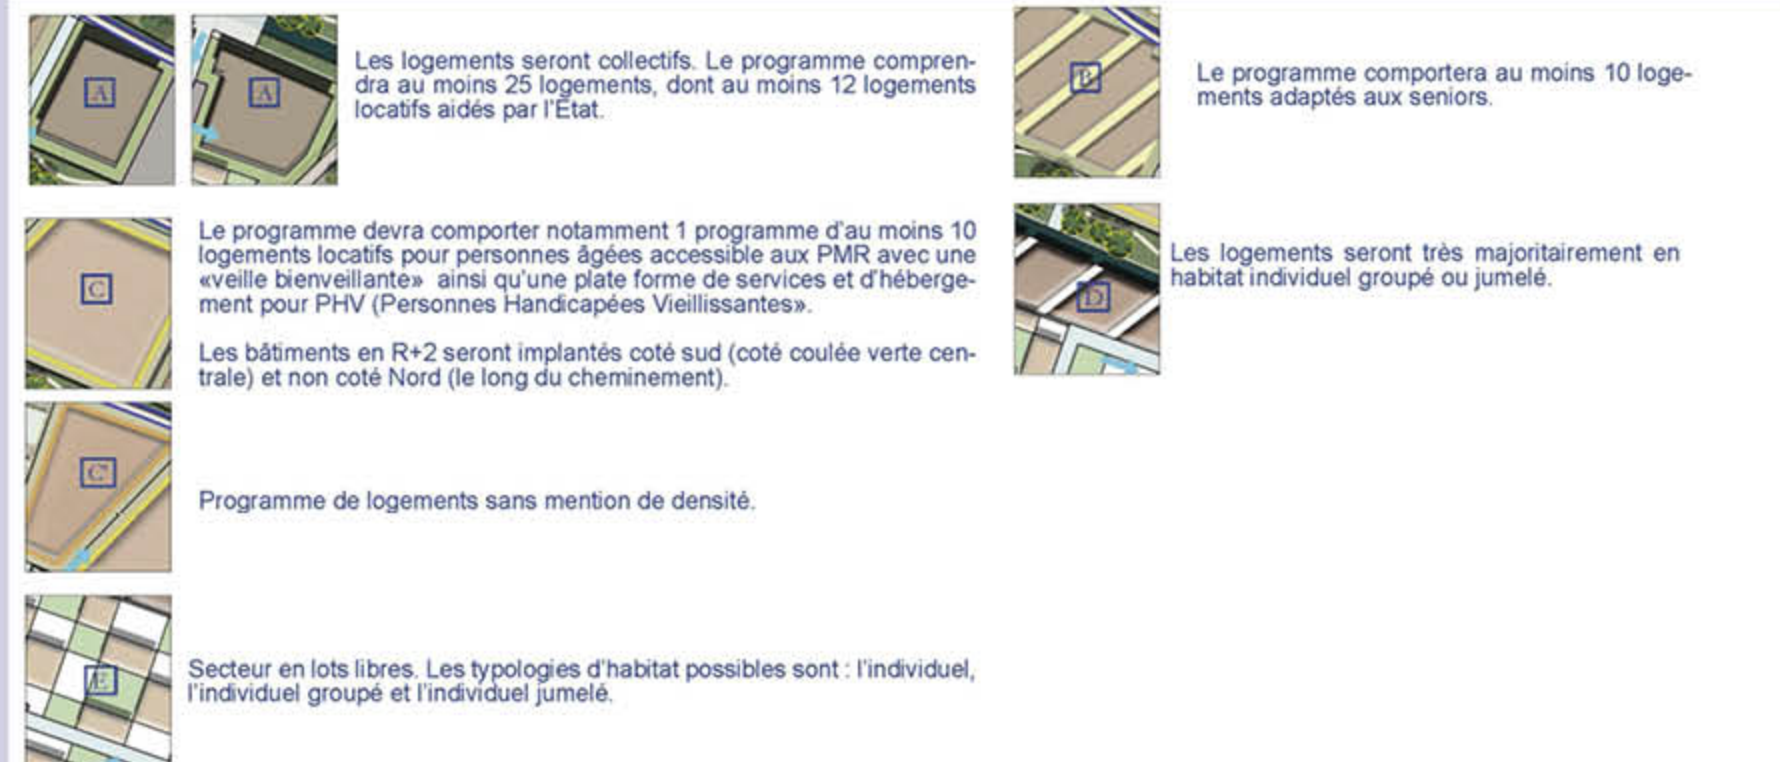 A
A
Les logements seront collectifs. Le programme compren-
dra au moins 25 logements, dont au moins 12 logements
locatifs aidés par l'Etat.
B
Le programme comportera au moins 10 loge-
ments adaptés aux seniors.
C
Le programme devra comporter notamment 1 programme d'au moins 10
logements locatifs pour personnes âgées accessible aux PMR avec une
«veille bienveillante» ainsi qu'une plate forme de services et d'héberge-
ment pour PHV (Personnes Handicapées Vieillissantes».
Les bâtiments en R+2 seront implantés coté sud (coté coulée verte cen-
trale) et non coté Nord (le long du cheminement).
D
Les logements seront très majoritairement en
habitat individuel groupé ou jumelé.
C'
Programme de logements sans mention de densité.
E
Secteur en lots libres. Les typologies d'habitat possibles sont : l'individuel,
l'individuel groupé et l'individuel jumelé.